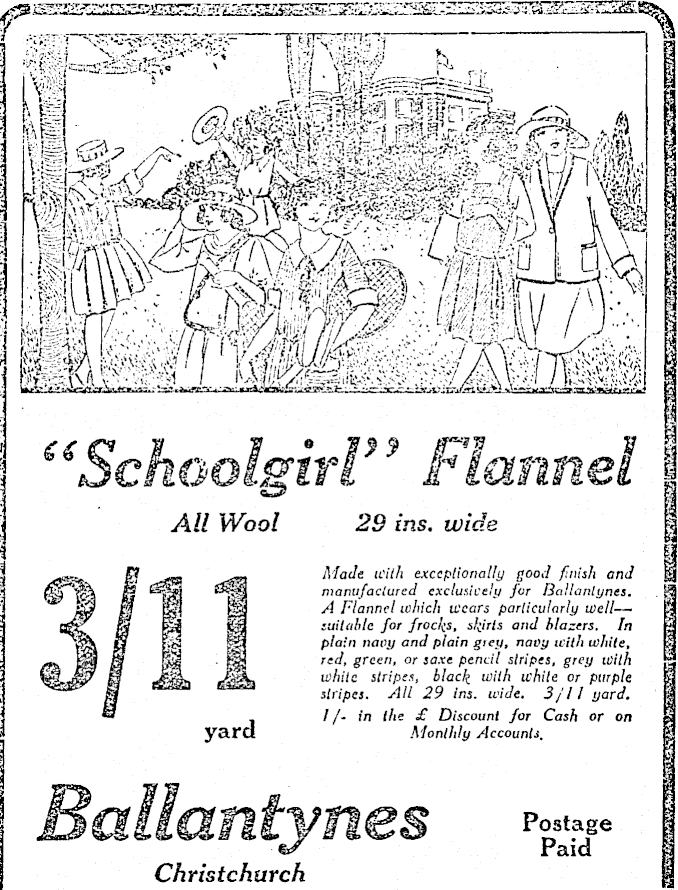 “Schoolgirl” Flannel
All Wool 29 ins. wide
3/11
yard
Made with exceptionally good finish and
manufactured exclusively for Ballantynes.
A Flannel which wears particularly well—
suitable for frocks, skirts and blazers. In
plain navy and plain grey, navy with white,
red, green, or saxe pencil stripes, grey with
white stripes, black with white or purple
stripes. All 29 ins. wide. 3/11 yard.
1/- in the £ Discount for Cash or on
Monthly Accounts.
Ballantynes
Christchurch
Postage
Paid